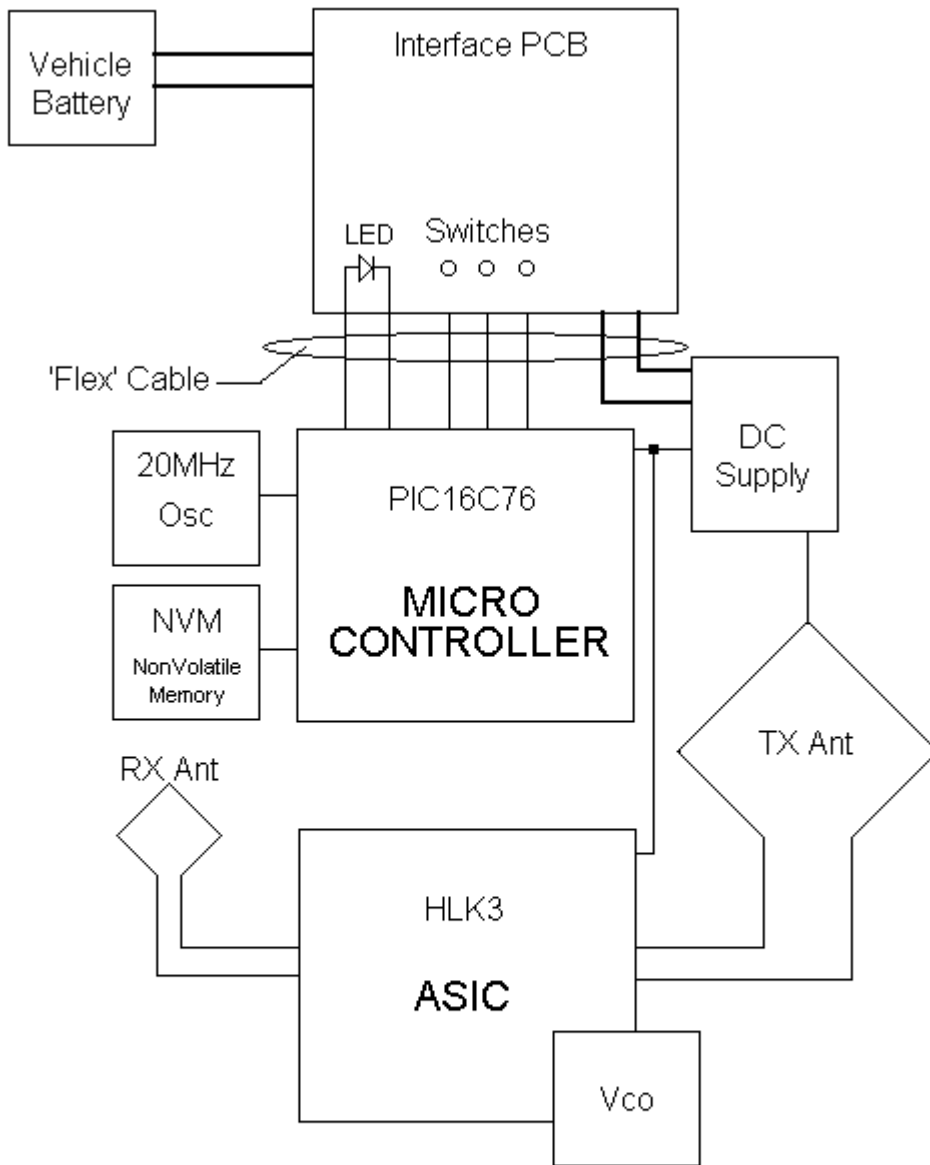 Vehicle
Battery
Interface PCB
LED
Switches
'Flex' Cable
20MHz
Osc
PIC16C76
MICRO
CONTROLLER
DC
Supply
NVM
NonVolatile
Memory
RX Ant
TX Ant
HLK3
ASIC
Vco